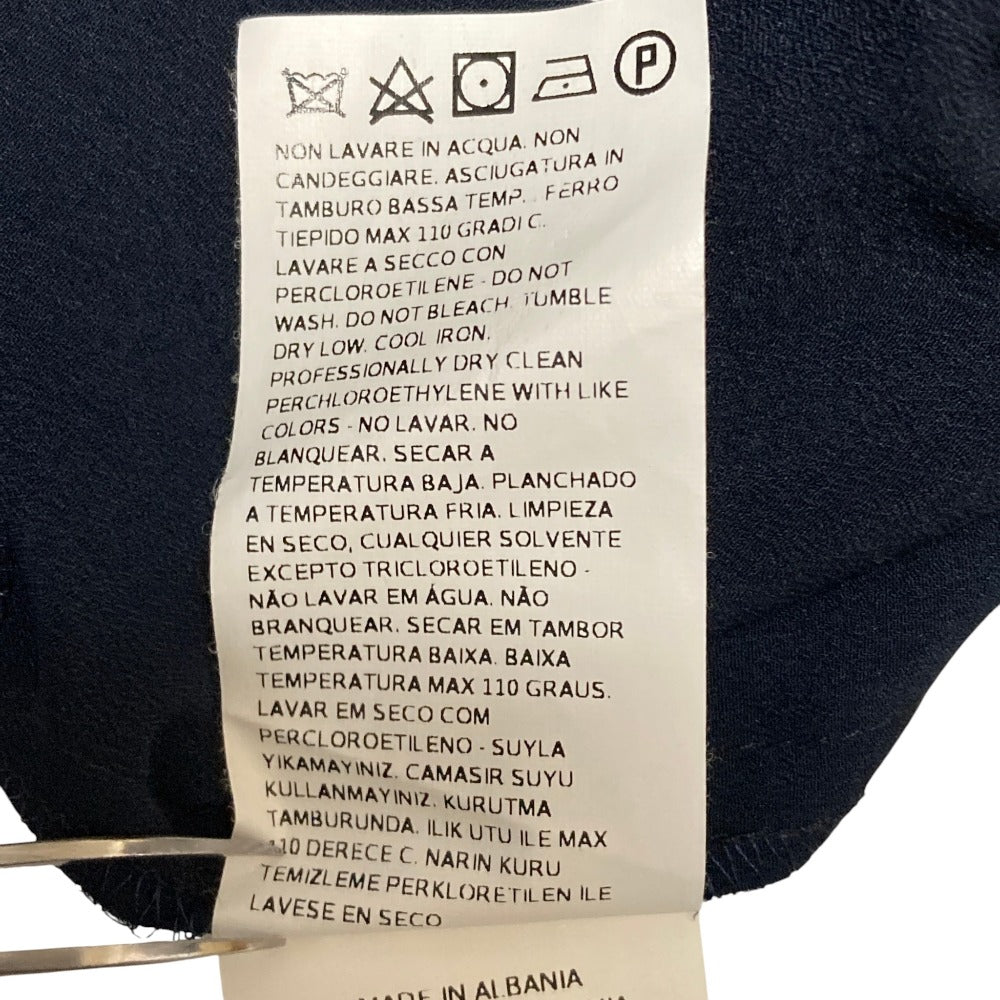 P
NON LAVARE IN ACQUA. NON
CANDEGGIARE. ASCIUGATURA IN
TAMBURO BASSA TEMP.. FERRO
TIEPIDO MAX 110 GRADI C.
LAVARE A SECCO CON
PERCLOROETILENE - DO NOT
WASH. DO NOT BLEACH. TUMBLE
DRY LOW. COOL IRON.
PROFESSIONALLY DRY CLEAN
PERCHLOROETHYLENE WITH LIKE
COLORS - NO LAVAR. NO
BLANQUEAR. SECAR A
TEMPERATURA BAJA. PLANCHADO
A TEMPERATURA FRIA. LIMPIEZA
EN SECO, CUALQUIER SOLVENTE
EXCEPTO TRICLOROETILENO -
NÃO LAVAR EM ÁGUA. NÃO
BRANQUEAR. SECAR EM TAMBOR
TEMPERATURA BAIXA. BAIXA
TEMPERATURA MAX 110 GRAUS.
LAVAR EM SECO COM
PERCLOROETILENO - SUYLA
YIKAMAYINIZ. CAMASIR SUYU
KULLANMAYINIZ. KURUTMA
TAMBURUNDA. ILIK UTU ILE MAX
110 DERECE C. NARIN KURU
TEMIZLEME PERKLORETILEN ILE
LAVESE EN SECO
MADE IN ALBANIA